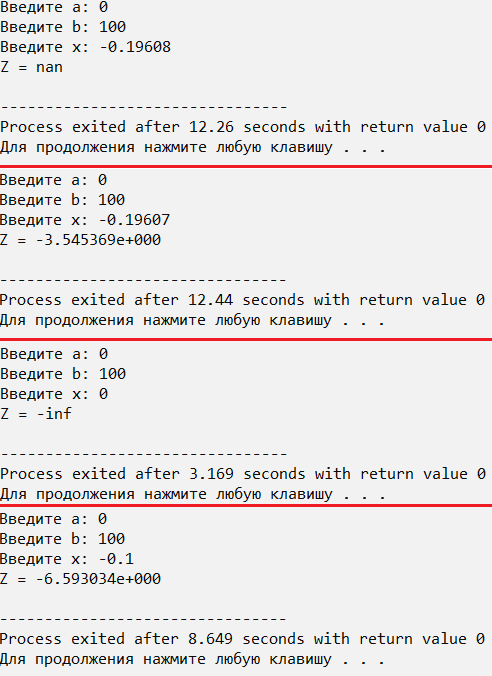 Введите a: 0
Введите b: 100
Введите x: -0.19608
Z = nan
--------------------------------
Process exited after 12.26 seconds with return value 0
Для продолжения нажмите любую клавишу . . .
Введите a: 0
Введите b: 100
Введите x: -0.19607
Z = -3.545369e+000
--------------------------------
Process exited after 12.44 seconds with return value 0
Для продолжения нажмите любую клавишу . . .
Введите a: 0
Введите b: 100
Введите x: 0
Z = -inf
--------------------------------
Process exited after 3.169 seconds with return value 0
Для продолжения нажмите любую клавишу . . .
Введите a: 0
Введите b: 100
Введите x: -0.1
Z = -6.593034e+000
--------------------------------
Process exited after 8.649 seconds with return value 0
Для продолжения нажмите любую клавишу . . .